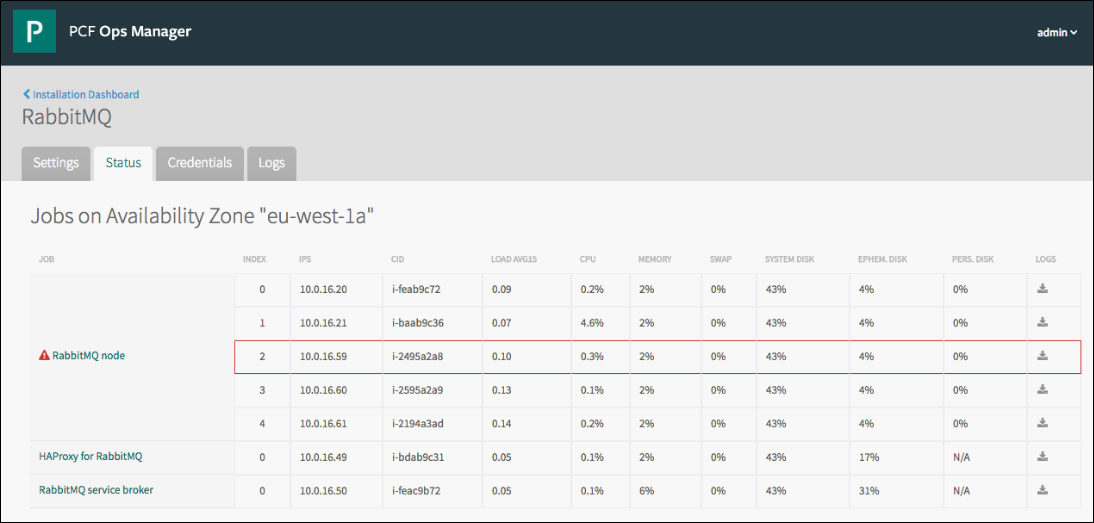 P PCF Ops Manager admin
Installation Dashboard
RabbitMQ
Settings Status Credentials Logs
Jobs on Availability Zone "eu-west-1a"
JOB INDEX IPS CID LOAD AVG15 CPU MEMORY SWAP SYSTEM DISK EPHEM. DISK PERS. DISK LOGS
0 10.0.16.20 i-feab9c72 0.09 0.2% 2% 0% 43% 4% 0%
1 10.0.16.21 i-baab9c36 0.07 4.6% 2% 0% 43% 4% 0%
RabbitMQ node 2 10.0.16.59 i-2495a2a8 0.10 0.3% 2% 0% 43% 4% 0%
3 10.0.16.60 i-2595a2a9 0.13 0.1% 2% 0% 43% 4% 0%
4 10.0.16.61 i-2194a3ad 0.14 0.2% 2% 0% 43% 4% 0%
HAProxy for RabbitMQ 0 10.0.16.49 i-bdab9c31 0.05 0.1% 2% 0% 43% 17% N/A
RabbitMQ service broker 0 10.0.16.50 i-feac9b72 0.05 0.1% 6% 0% 43% 31% N/A